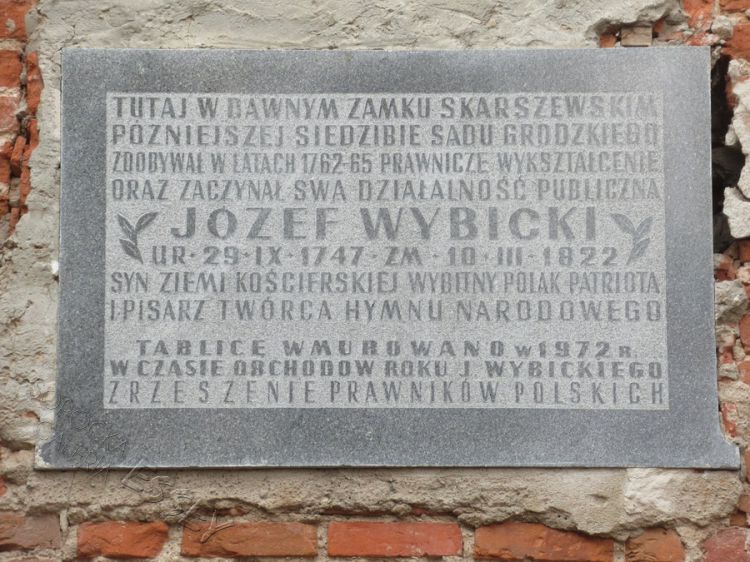 TUTAJ W DAWNYM ZAMKU SKARSZEWSKIM
PÓŹNIEJSZEJ SIEDZIBIE SĄDU GRODZKIEGO
ZDOBYWAŁ W LATACH 1762-65 PRAWNICZE WYKSZTAŁCENIE
ORAZ ZACZYNAŁ SWĄ DZIAŁALNOŚĆ PUBLICZNĄ
JÓZEF WYBICKI
UR·29·IX·1747·ZM·10·III·1822
SYN ZIEMI KOŚCIERSKIEJ WYBITNY POLAK PATRIOTA
I PISARZ TWÓRCA HYMNU NARODOWEGO
TABLICĘ WMUROWANO W 1972 R.
W CZASIE OBCHODÓW ROKU J. WYBICKIEGO
ZRZESZENIE PRAWNIKÓW POLSKICH